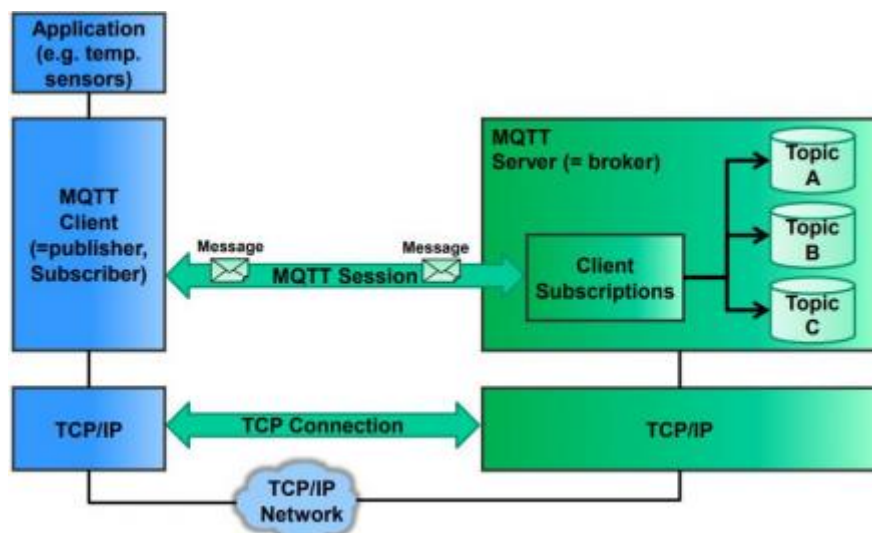 Application
(e.g. temp.
sensors)
MQTT
Client
(=publisher,
Subscriber)
Message
Message
MQTT Session
MQTT
Server (= broker)
Client
Subscriptions
Topic
A
Topic
B
Topic
C
TCP/IP
TCP Connection
TCP/IP
TCP/IP
Network